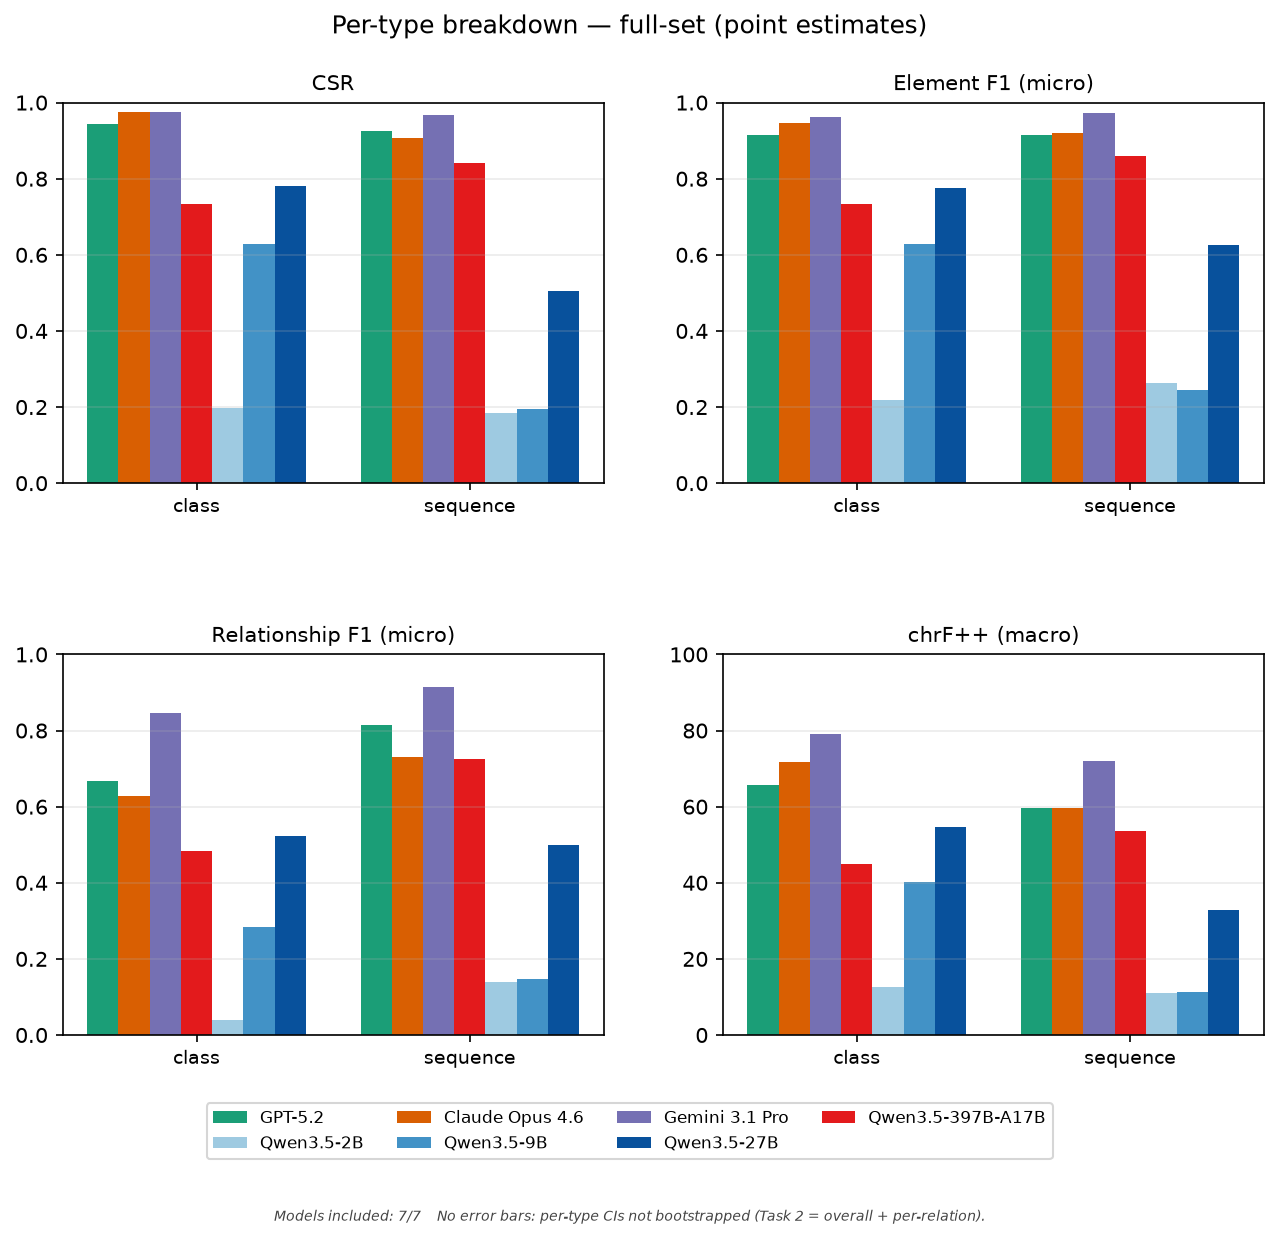 Per-type breakdown — full-set (point estimates)
CSR
1.0
0.8
0.6
0.4
0.2
0.0
class
sequence
Element F1 (micro)
1.0
0.8
0.6
0.4
0.2
0.0
class
sequence
Relationship F1 (micro)
1.0
0.8
0.6
0.4
0.2
0.0
class
sequence
chrF++ (macro)
100
80
60
40
20
0
class
sequence
GPT-5.2
Claude Opus 4.6
Gemini 3.1 Pro
Qwen3.5-397B-A17B
Qwen3.5-2B
Qwen3.5-9B
Qwen3.5-27B
Models included: 7/7 No error bars: per-type CIs not bootstrapped (Task 2 = overall + per-relation).